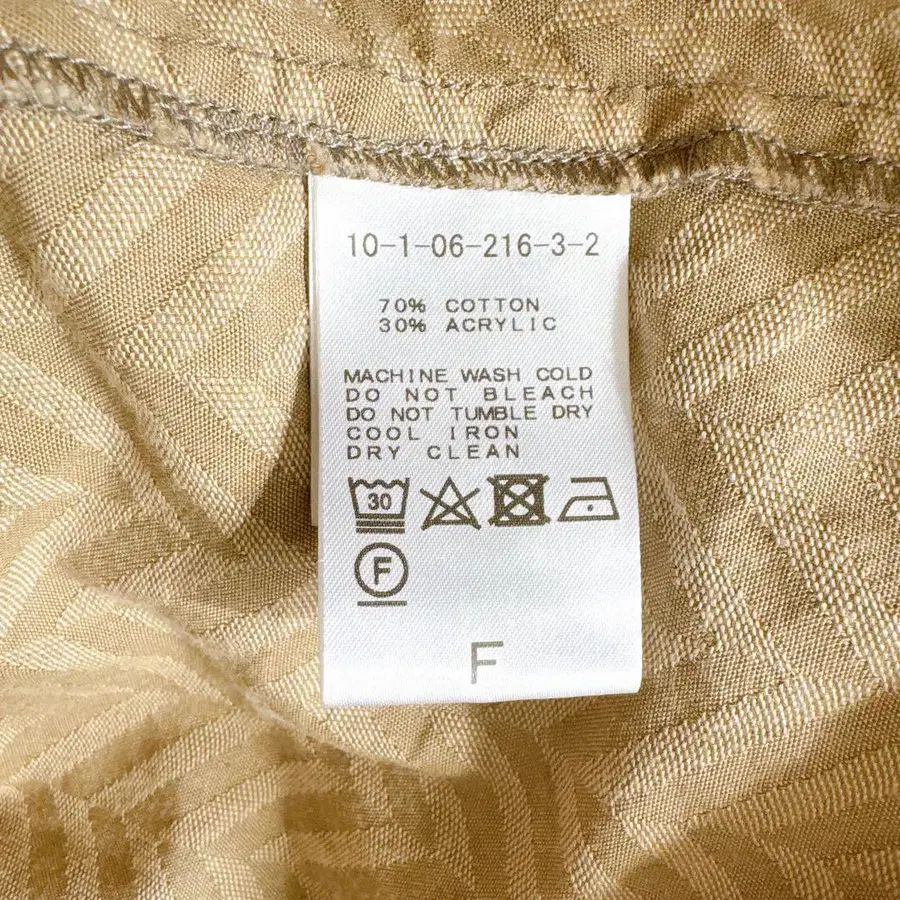 10-1-06-216-3-2
70% COTTON
30% ACRYLIC
MACHINE WASH COLD
DO NOT BLEACH
DO NOT TUMBLE DRY
COOL IRON
DRY CLEAN
30
F
F